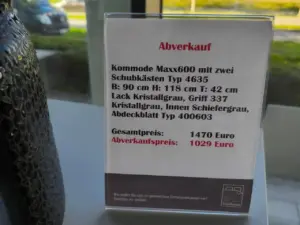 Abverkauf
Kommode Maxx600 mit zwei
Schubkästen Typ 4635
H: 90 cm H: 118 cm T: 42 cm
Lack Kristallgrau, Griff 337
Kristallgrau, Innen Schiefergrau,
Abdeckblatt Typ 400603
Gesamtpreis: 1470 Euro
Abverkaufspreis: 1029 Euro